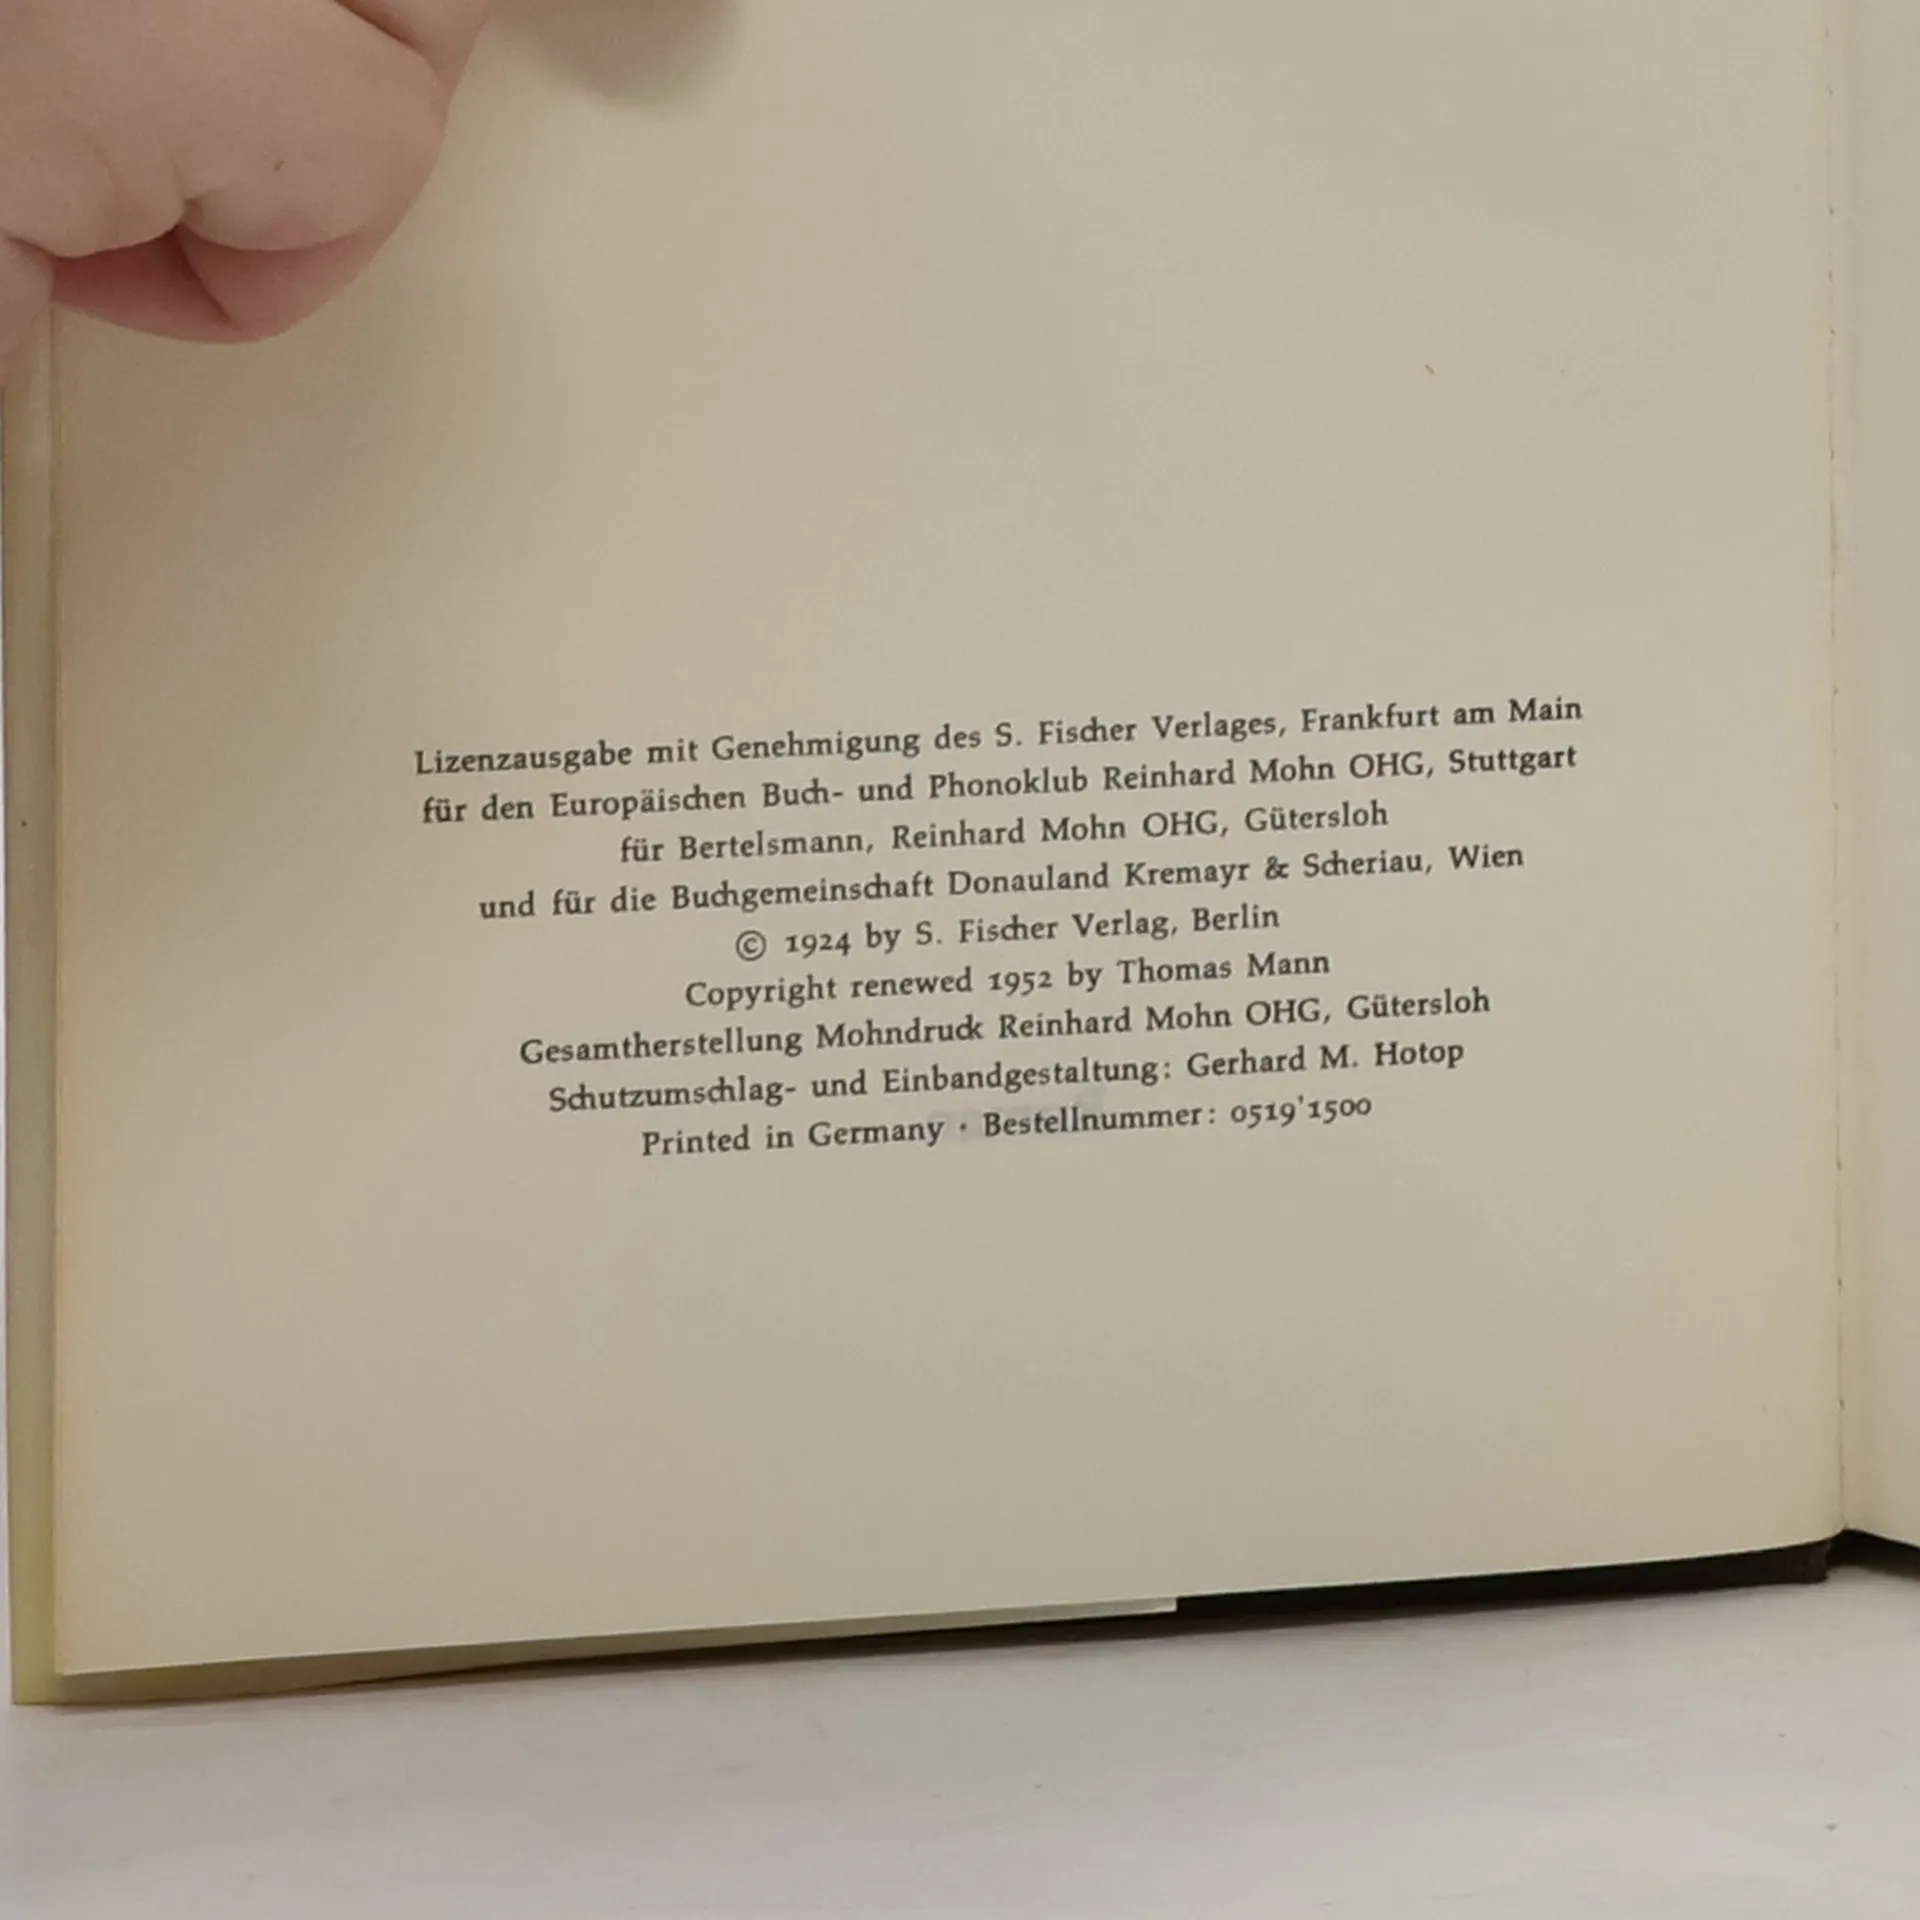 Lizenzausgabe mit Genehmigung des S. Fischer Verlages, Frankfurt am Main
für den Europäischen Buch- und Phonoklub Reinhard Mohn OHG, Stuttgart
für Bertelsmann, Reinhard Mohn OHG, Gütersloh
und für die Buchgemeinschaft Donauland Kremayr & Scheriau, Wien
© 1924 by S. Fischer Verlag, Berlin
Copyright renewed 1952 by Thomas Mann
Gesamtherstellung Mohndruck Reinhard Mohn OHG, Gütersloh
Schutzumschlag- und Einbandgestaltung: Gerhard M. Hotop
Printed in Germany · Bestellnummer: 0519'1500